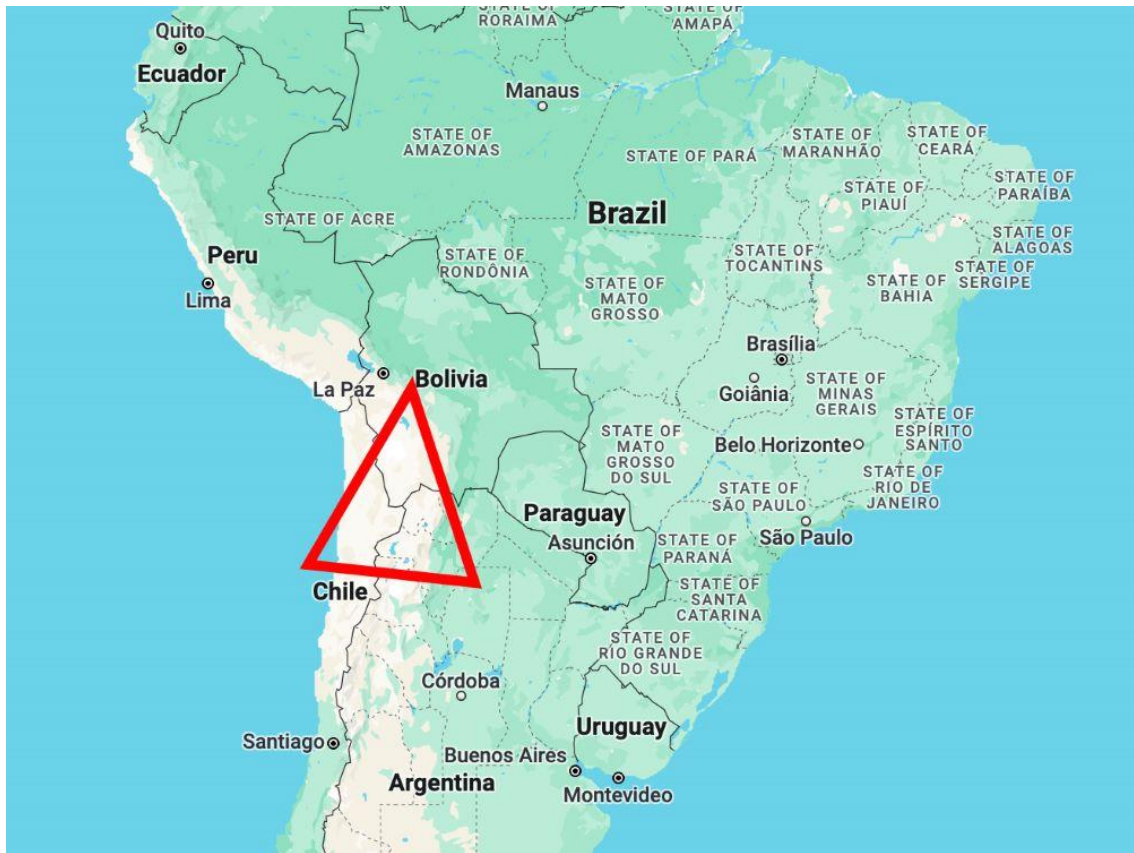 STATE OF
RORAIMA
STATE OF
AMAPÁ
Quito
Ecuador
Manaus
STATE OF
AMAZONAS
STATE OF PARÁ
STATE OF
MARANHÃO
STATE OF
CEARÁ
STATE OF
PARAÍBA
STATE OF
PIAUÍ
STATE OF ACRE
Brazil
STATE OF
ALAGOAS
Peru
STATE OF
RONDÔNIA
STATE OF
TOCANTINS
STATE OF
SERGIPE
STATE OF
BAHIA
Lima
STATE OF
MATO
GROSSO
Brasília
La Paz
Bolivia
Goiânia
STATE OF
MINAS
GERAIS
STATE OF
ESPÍRITO
SANTO
STATE OF
MATO
GROSSO
DO SUL
Belo Horizonte
STATE OF
RIO DE
JANEIRO
STATE OF
SÃO PAULO
Paraguay
Asunción
São Paulo
STATE OF
PARANÁ
Chile
STATE OF
SANTA
CATARINA
STATE OF
RIO GRANDE
DO SUL
Córdoba
Uruguay
Santiago
Buenos Aires
Argentina
Montevideo